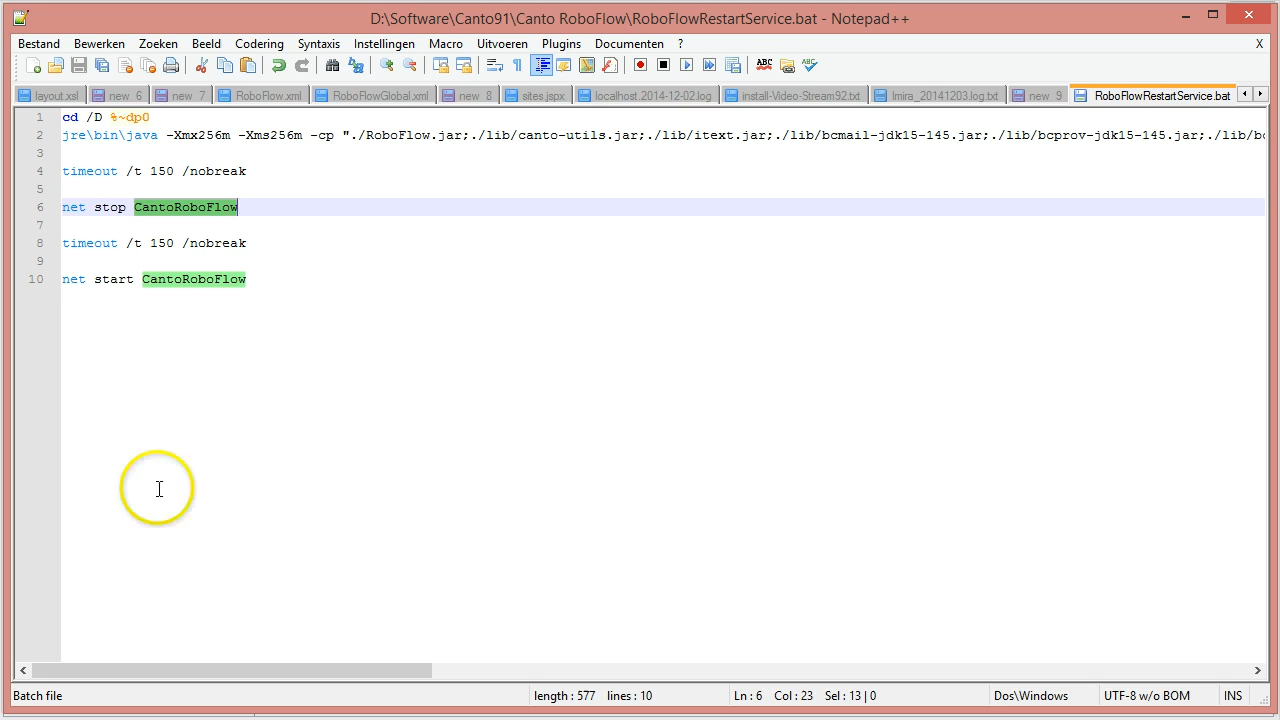 D:\Software\Canto91\Canto RoboFlow\RoboFlowRestartService.bat - Notepad++
Bestand Bewerken Zoeken Beeld Codering Syntaxis Instellingen Macro Uitvoeren Plugins Documenten ? X
layout.xsl new 6 new 7 RoboFlow.xml RoboFlowGlobal.xml new 8 sites.jspx localhost.2014-12-02.log install-Video-Stream92.txt Imira_20141203.log.txt new 9 RoboFlowRestartService.bat
1 cd /D %~dp0
2 jre\bin\java -Xmx256m -Xms256m -cp "./RoboFlow.jar;./lib/canto-utils.jar;./lib/itext.jar;./lib/bcmail-jdk15-145.jar;./lib/bcprov-jdk15-145.jar;./lib/bc
3
4 timeout /t 150 /nobreak
5
6 net stop CantoRoboFlow
7
8 timeout /t 150 /nobreak
9
10 net start CantoRoboFlow
Batch file length : 577 lines : 10 Ln : 6 Col : 23 Sel : 13 | 0 Dos\Windows UTF-8 w/o BOM INS